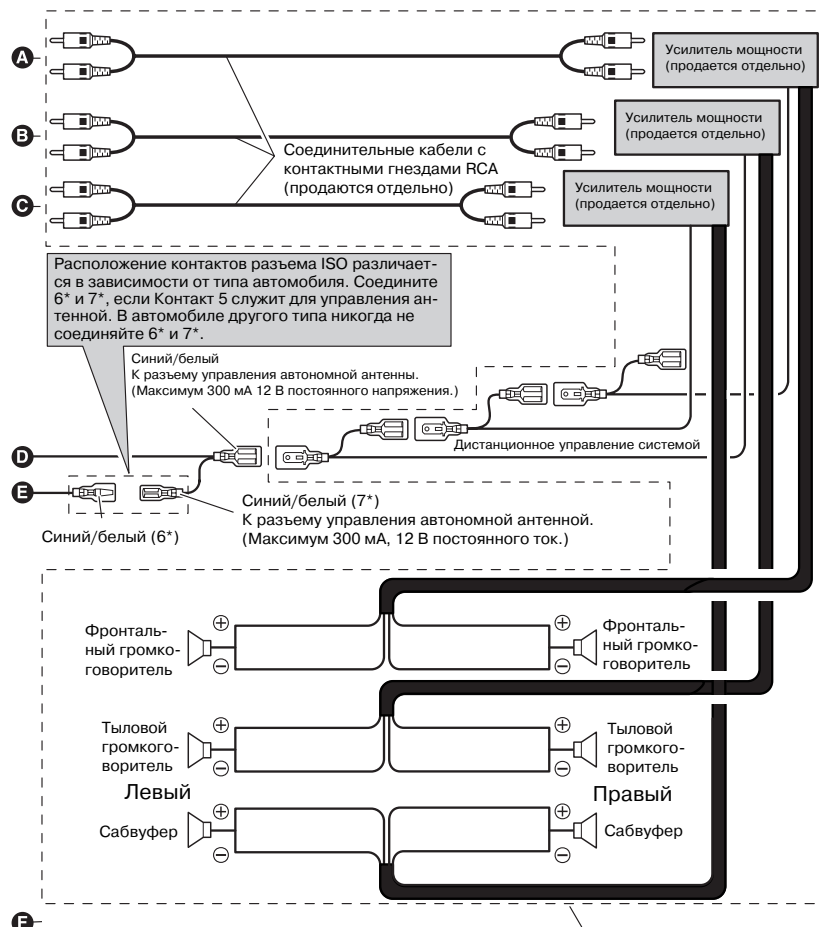 A
Усилитель мощности
(продается отдельно)
B
Усилитель мощности
(продается отдельно)
Соединительные кабели с
контактными гнездами RCA
(продаются отдельно)
C
Усилитель мощности
(продается отдельно)
Расположение контактов разъема ISO различает-
ся в зависимости от типа автомобиля. Соедините
6* и 7*, если Контакт 5 служит для управления ан-
тенной. В автомобиле другого типа никогда не
соединяйте 6* и 7*.
Синий/белый
К разъему управления автономной антенны.
(Максимум 300 мА 12 В постоянного напряжения.)
Дистанционное управление системой
D
E
Синий/белый (7*)
К разъему управления автономной антенной.
(Максимум 300 мА, 12 В постоянного ток.)
Синий/белый (6*)
Фронталь-
ный громко-
говоритель
⊕
⊖
⊕
⊖
Фронталь-
ный громко-
говоритель
Тыловой
громкого-
воритель
⊕
⊖
⊕
⊖
Тыловой
громкого-
воритель
Левый
Правый
Сабвуфер
⊕
⊖
⊕
⊖
Сабвуфер
F